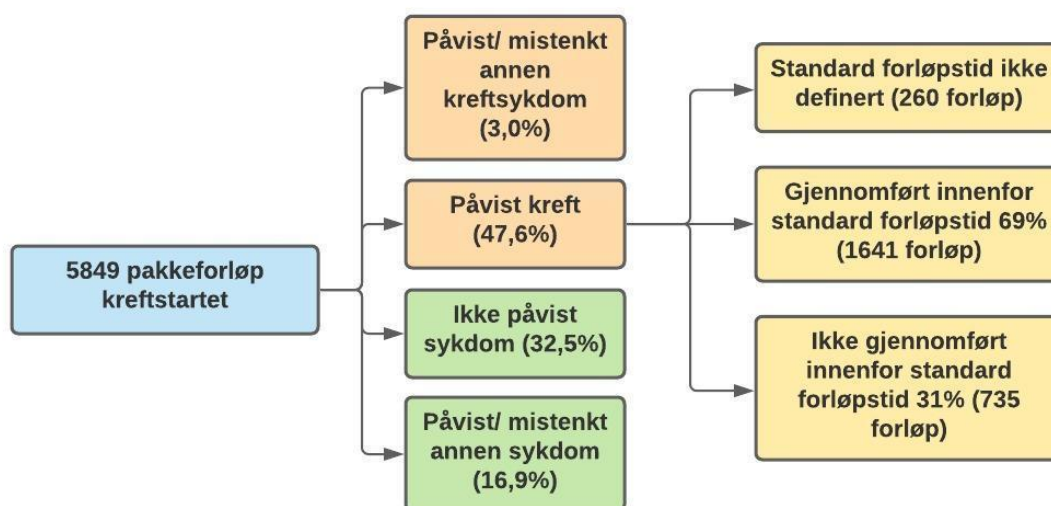 5849 pakkeforløp
kreftstartet
Påvist/ mistenkt
annen
kreftsykdom
(3,0%)
Påvist kreft
(47,6%)
Ikke påvist
sykdom (32,5%)
Påvist/ mistenkt
annen sykdom
(16,9%)
Standard forløpstid ikke
definert (260 forløp)
Gjennomført innenfor
standard forløpstid 69%
(1641 forløp)
Ikke gjennomført
innenfor standard
forløpstid 31% (735
forløp)